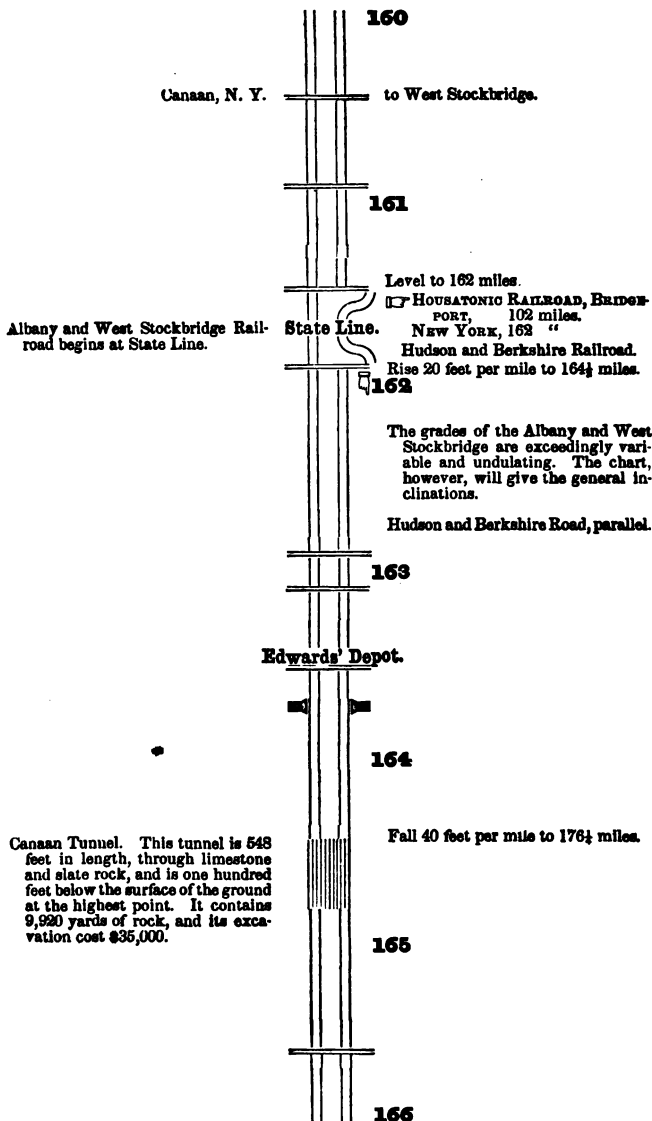 160
Canaan, N. Y. to West Stockbridge.
161
Level to 162 miles.
☞ HOUSATONIC RAILROAD, BRIDGE-
PORT, 102 miles.
NEW YORK, 162 “
Albany and West Stockbridge Rail-
road begins at State Line.
State Line.
Hudson and Berkshire Railroad.
Rise 20 feet per mile to 164¼ miles.
162
The grades of the Albany and West
Stockbridge are exceedingly vari-
able and undulating. The chart,
however, will give the general in-
clinations.
Hudson and Berkshire Road, parallel.
163
Edwards' Depot.
164
Fall 40 feet per mile to 176¼ miles.
Canaan Tunnel. This tunnel is 548
feet in length, through limestone
and slate rock, and is one hundred
feet below the surface of the ground
at the highest point. It contains
9,920 yards of rock, and its exca-
vation cost $35,000.
165
166